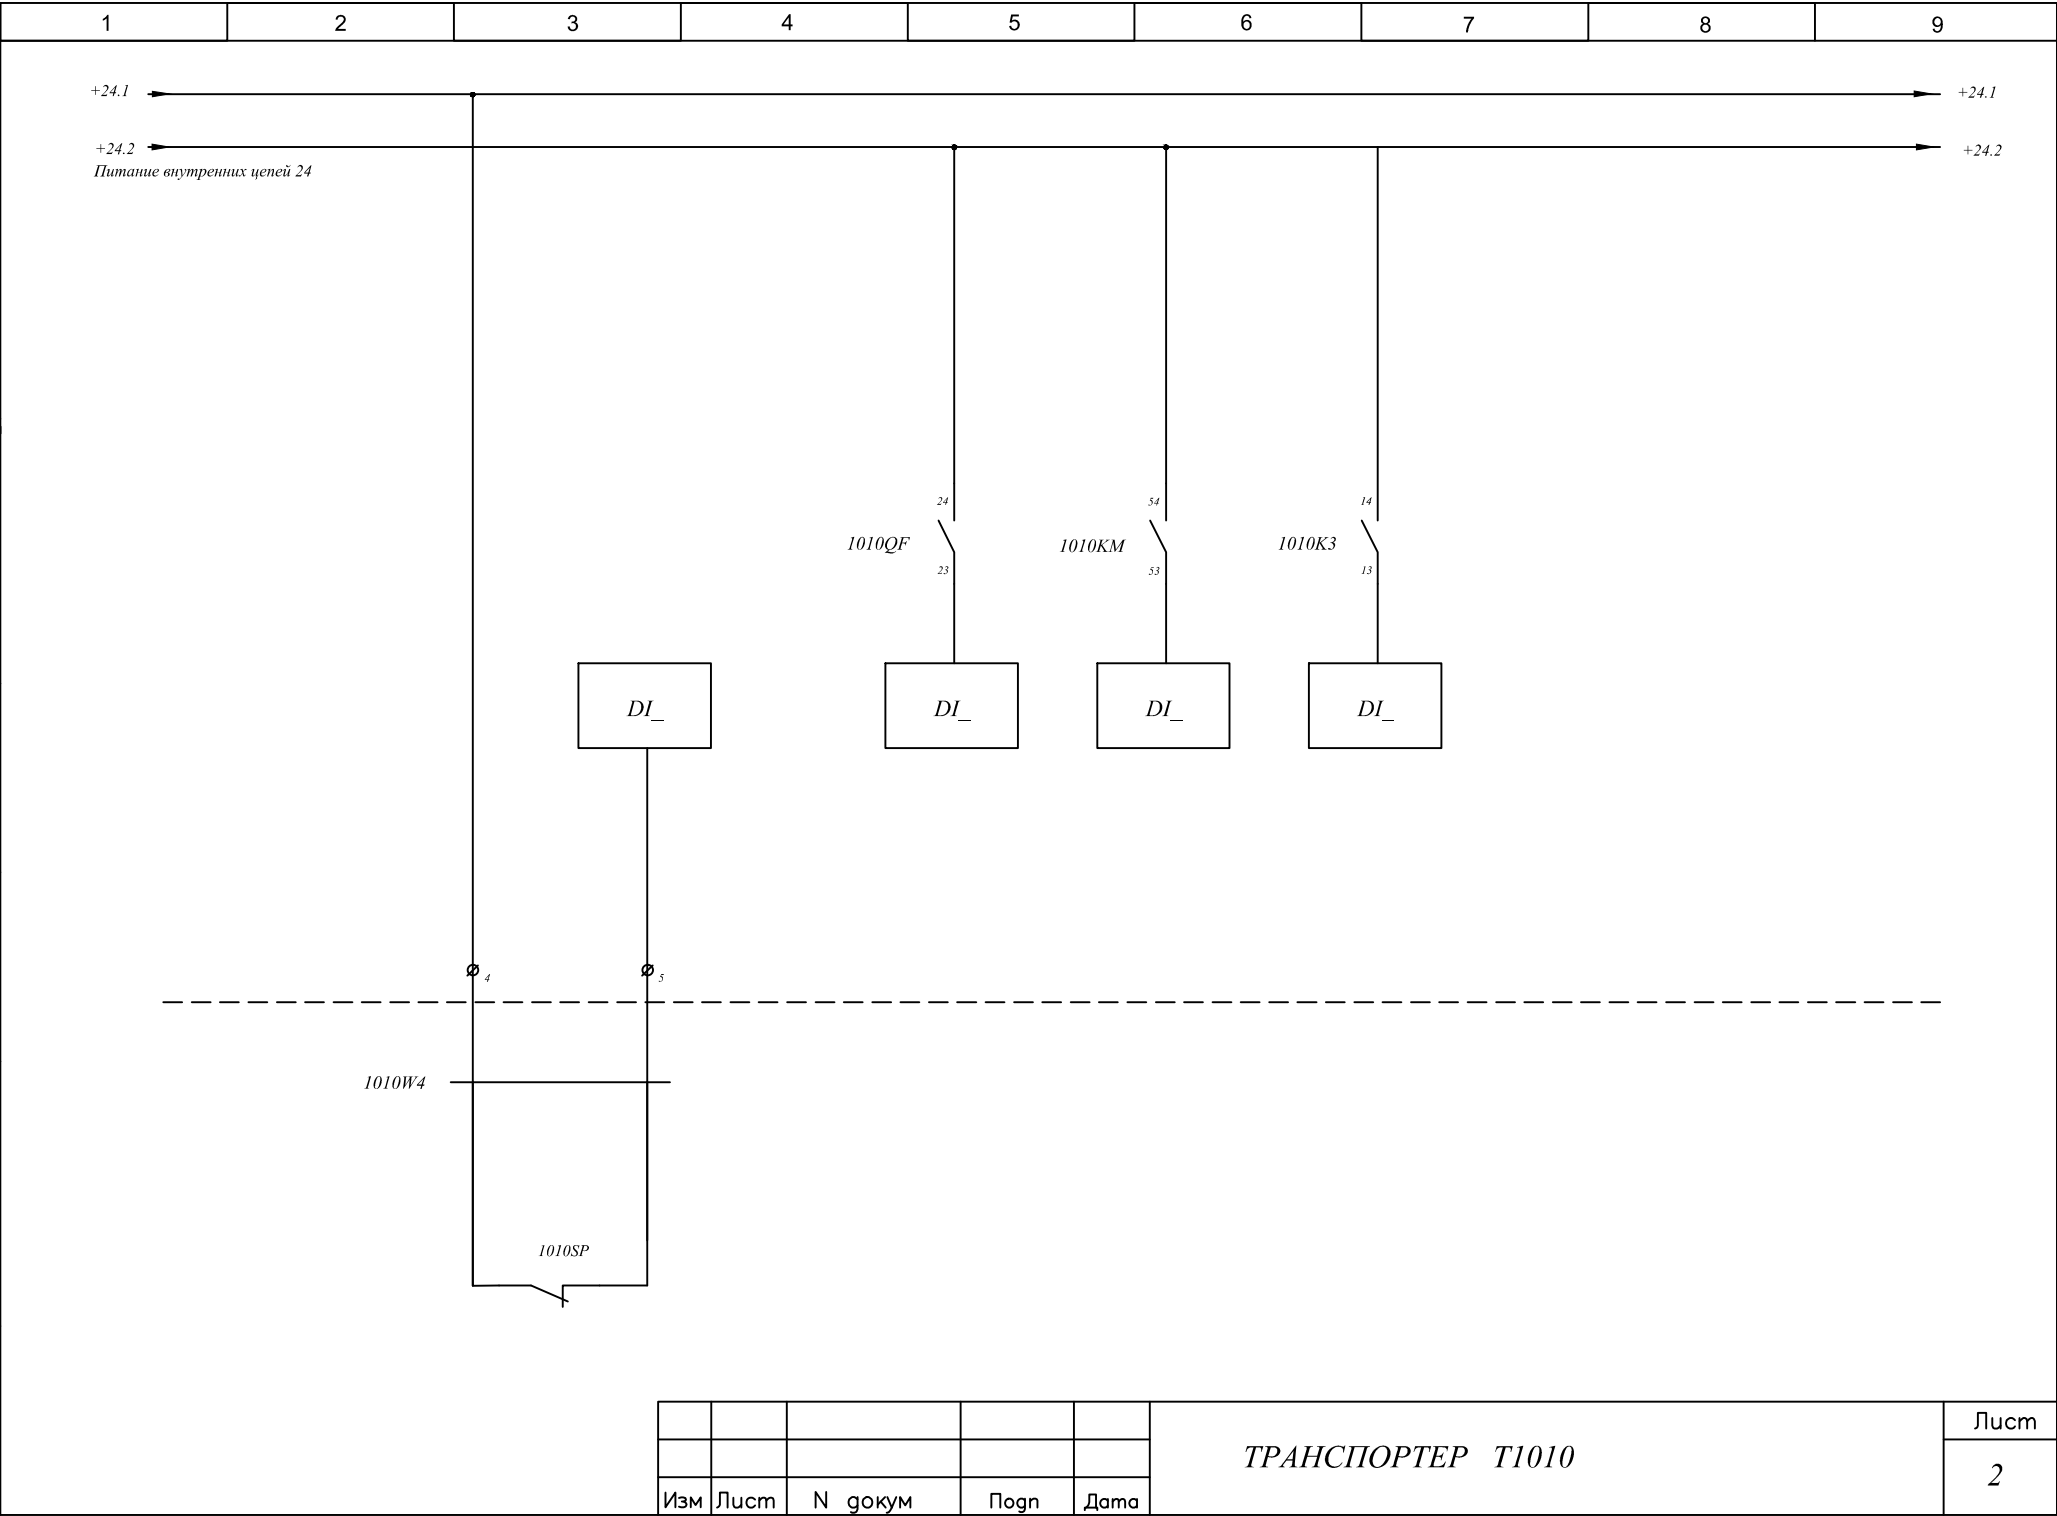 1 2 3 4 5 6 7 8 9
+24.1 +24.1
+24.2 +24.2
Питание внутренних цепей 24
24 54 14
1010QF 1010KM 1010K3
23 53 13
DI_ DI_ DI_ DI_
4 5
1010W4
1010SP
Лист
ТРАНСПОРТЕР Т1010
2
Изм Лист N докум Подп Дата